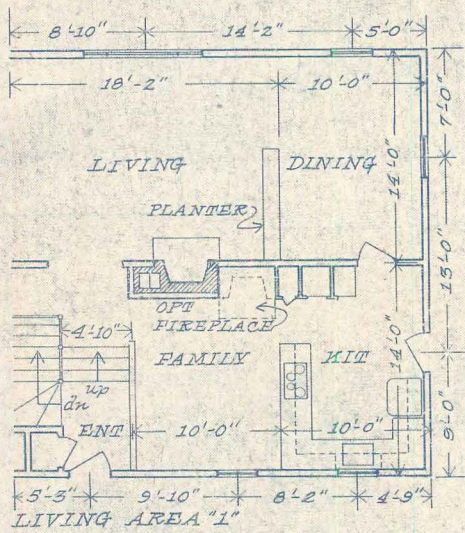 8'-10" 14'-2" 5'-0"
18'-2" 10'-0"
7'-0"
LIVING DINING
14'-0"
PLANTER
13'-0"
OPT
FIREPLACE
4'-10"
FAMILY KIT
14'-0"
up
dn
ENT 10'-0" 10'-0"
9'-0"
5'-3" 9'-10" 8'-2" 4'-9"
LIVING AREA "1"